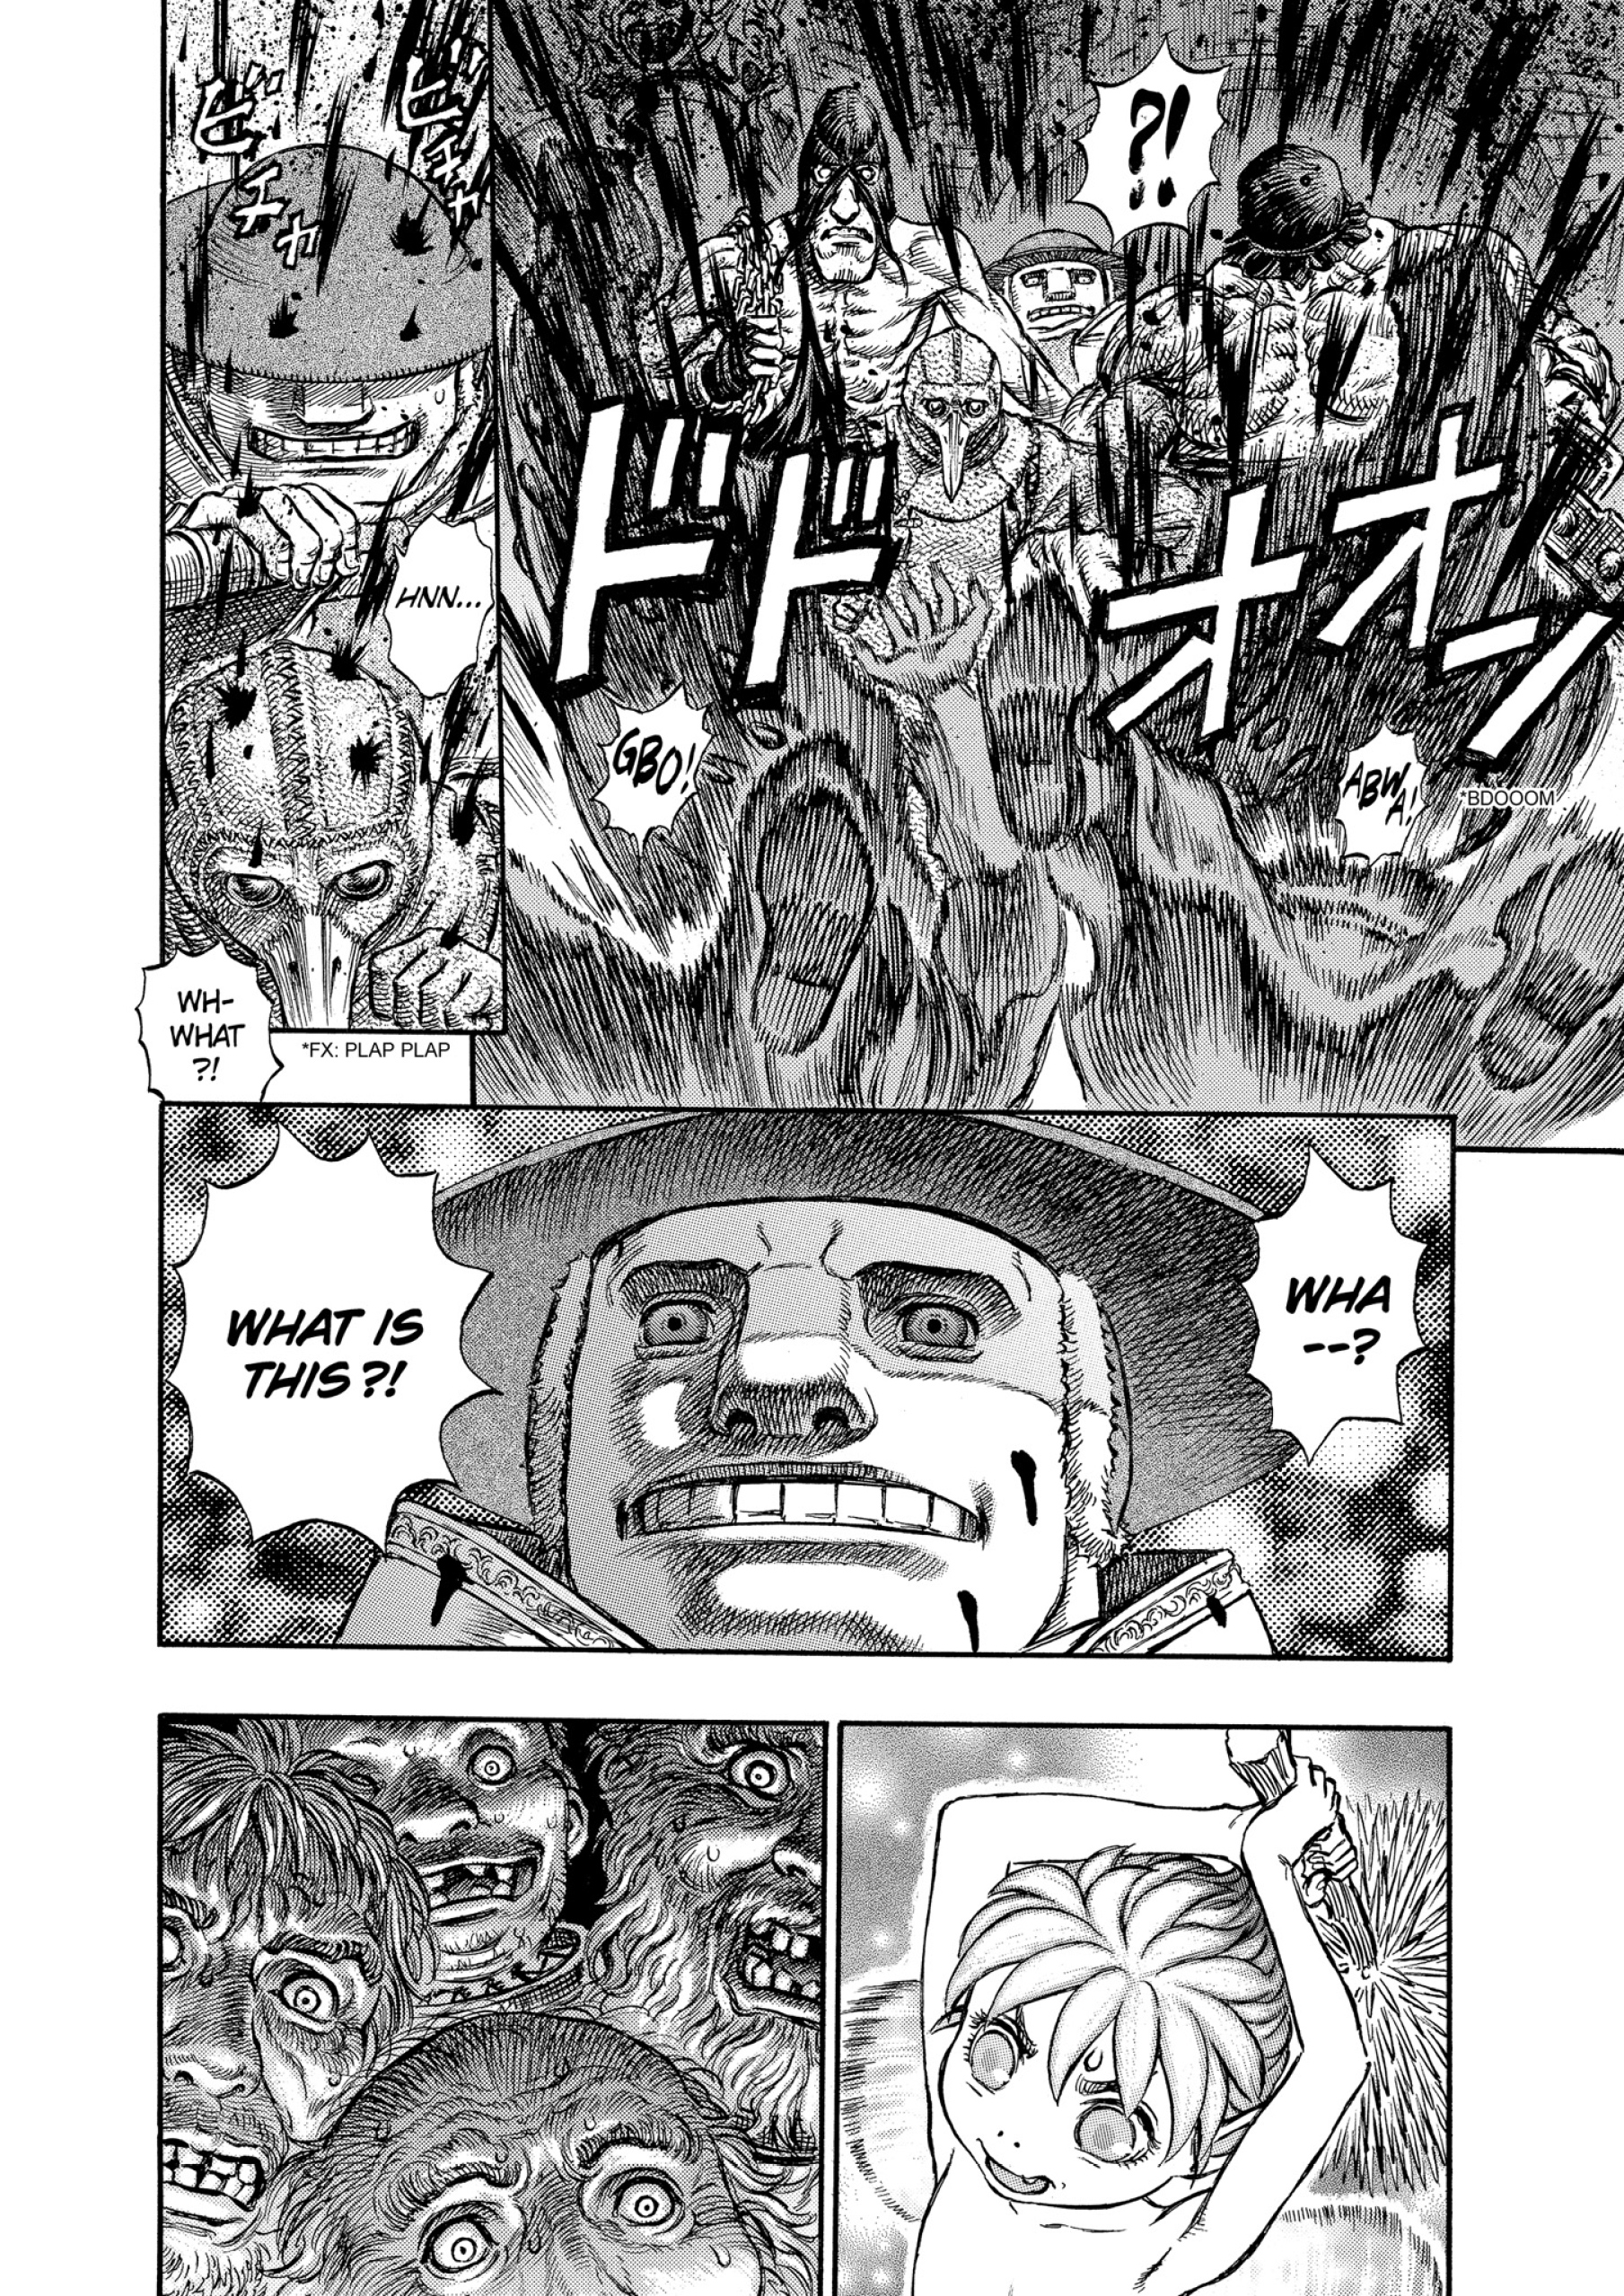 ?!
ドドオオン
GBO!
ABW
A!
*BDOOOM
ビチャ
ビチャ
HNN...
WH-
WHAT
?!
*FX: PLAP PLAP
WHA
--?
WHAT IS
THIS?!